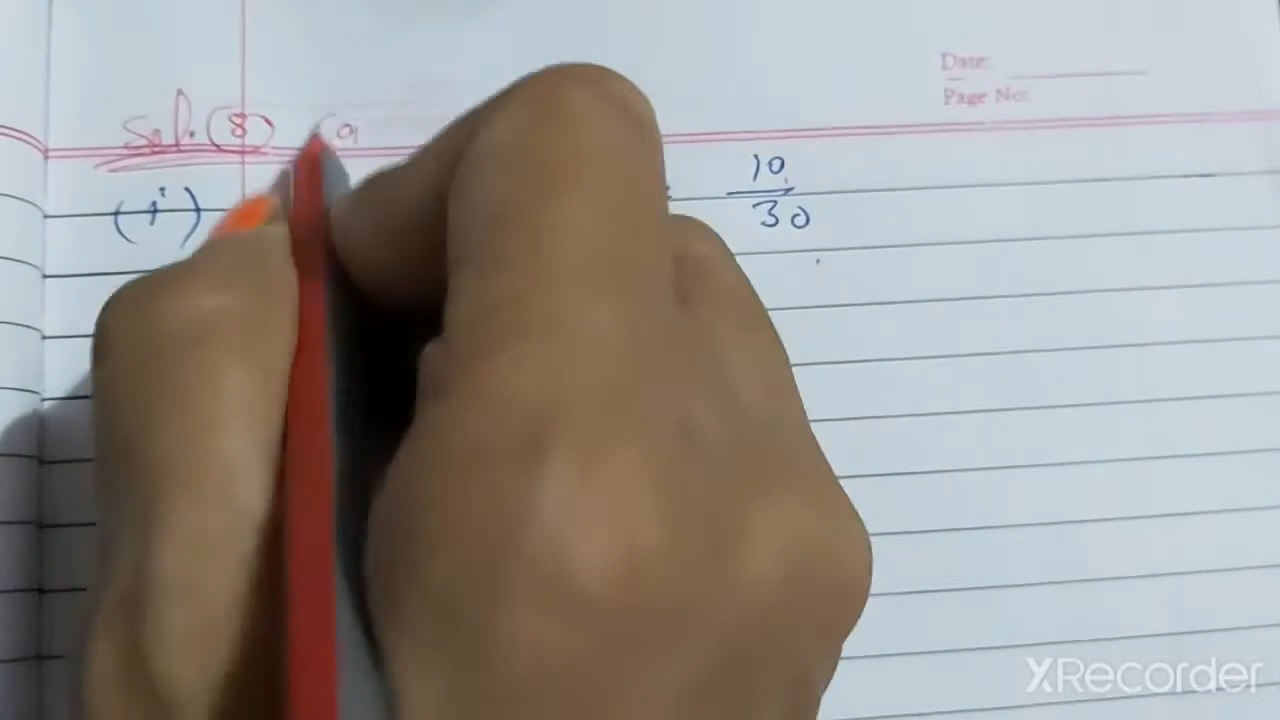 Date:
Page No:
Sol. 8 (a
(i) 10/30
XRecorder